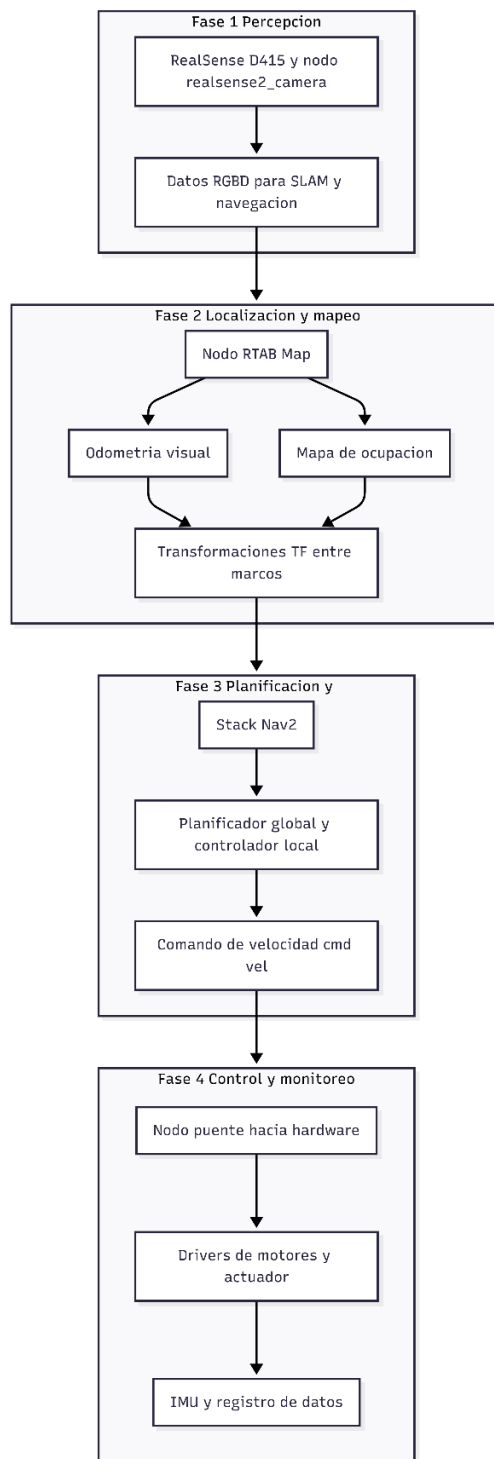 Fase 1 Percepcion
RealSense D415 y nodo
realsense2_camera
Datos RGBD para SLAM y
navegacion
Fase 2 Localizacion y mapeo
Nodo RTAB Map
Odometria visual
Mapa de ocupacion
Transformaciones TF entre
marcos
Fase 3 Planificacion y
Stack Nav2
Planificador global y
controlador local
Comando de velocidad cmd
vel
Fase 4 Control y monitoreo
Nodo puente hacia hardware
Drivers de motores y
actuador
IMU y registro de datos